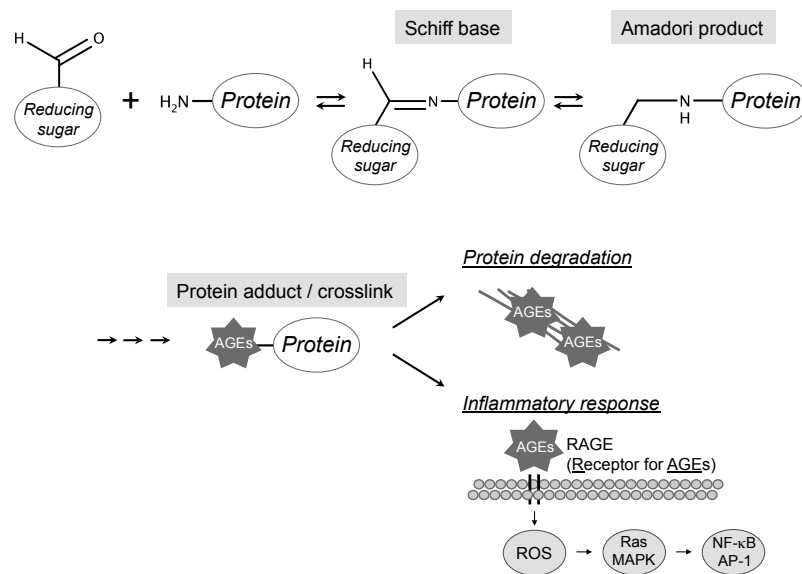 Schiff base
Amadori product
H
O
Reducing
sugar
+
H₂N
Protein
H
N
Protein
Reducing
sugar
N
H
Protein
Reducing
sugar
Protein degradation
Protein adduct / crosslink
AGEs
Protein
AGEs
AGEs
Inflammatory response
AGEs
RAGE
(Receptor for AGEs)
ROS
Ras
MAPK
NF-κB
AP-1